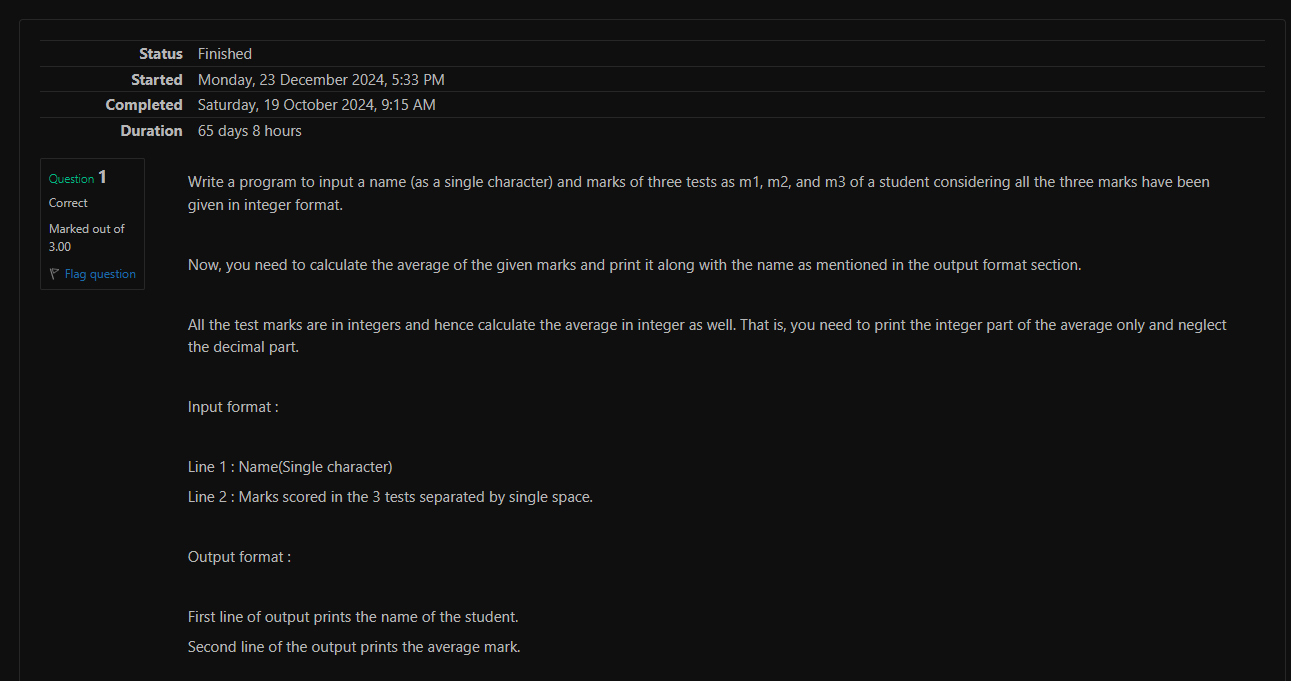 Status Finished
Started Monday, 23 December 2024, 5:33 PM
Completed Saturday, 19 October 2024, 9:15 AM
Duration 65 days 8 hours
Question 1
Correct
Marked out of
3.00
Flag question
Write a program to input a name (as a single character) and marks of three tests as m1, m2, and m3 of a student considering all the three marks have been
given in integer format.
Now, you need to calculate the average of the given marks and print it along with the name as mentioned in the output format section.
All the test marks are in integers and hence calculate the average in integer as well. That is, you need to print the integer part of the average only and neglect
the decimal part.
Input format :
Line 1 : Name(Single character)
Line 2 : Marks scored in the 3 tests separated by single space.
Output format :
First line of output prints the name of the student.
Second line of the output prints the average mark.